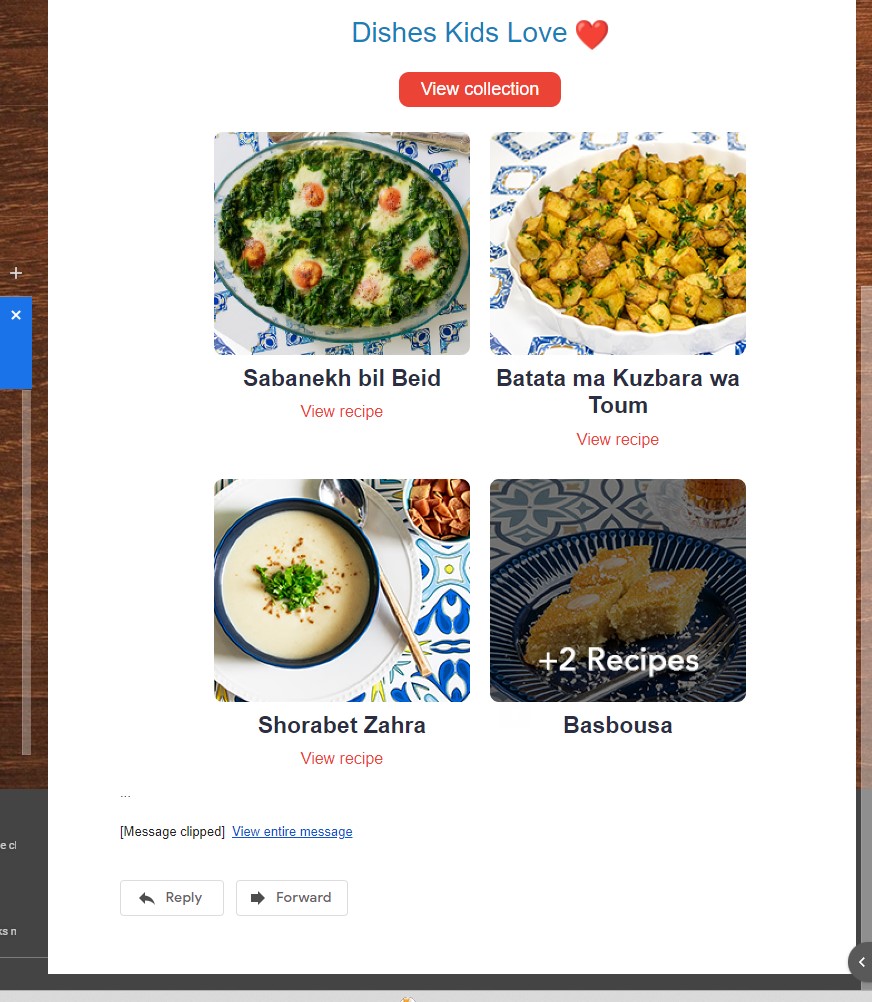 Dishes Kids Love ❤️
View collection
Sabanekh bil Beid
View recipe
Batata ma Kuzbara wa
Toum
View recipe
Shorabet Zahra
View recipe
+2 Recipes
Basbousa
...
[Message clipped] View entire message
Reply
Forward